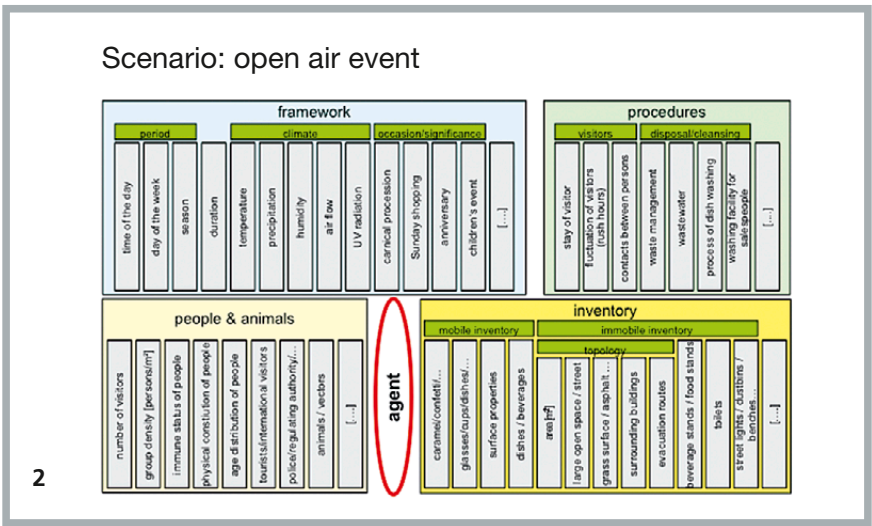 Scenario: open air event
framework
period
climate
occasion/significance
time of the day
day of the week
season
duration
temperature
precipitation
humidity
air flow
UV radiation
carnical procession
Sunday shopping
anniversary
children's event
[....]
procedures
visitors
disposal/cleansing
stay of visitor
fluctuation of visitors
(rush hours)
contacts between persons
waste management
wastewater
process of dish washing
washing facility for
salespeople
[....]
people & animals
number of visitors
group density [persons/m²]
immune status of people
physical constiution of people
age distribution of people
tourists/international visitors
police/regulating authority/...
animals / vectors
[....]
agent
inventory
mobile inventory
immobile inventory
topology
caramel/confetti/...
glasses/cups/dishes/...
surface properties
dishes / beverages
area [m²]
large open space / street
grass surface / asphalt ...
surrounding buildings
evacuation routes
beverage stands / food stands
toilets
street lights / dustbins /
benches...
[....]
2